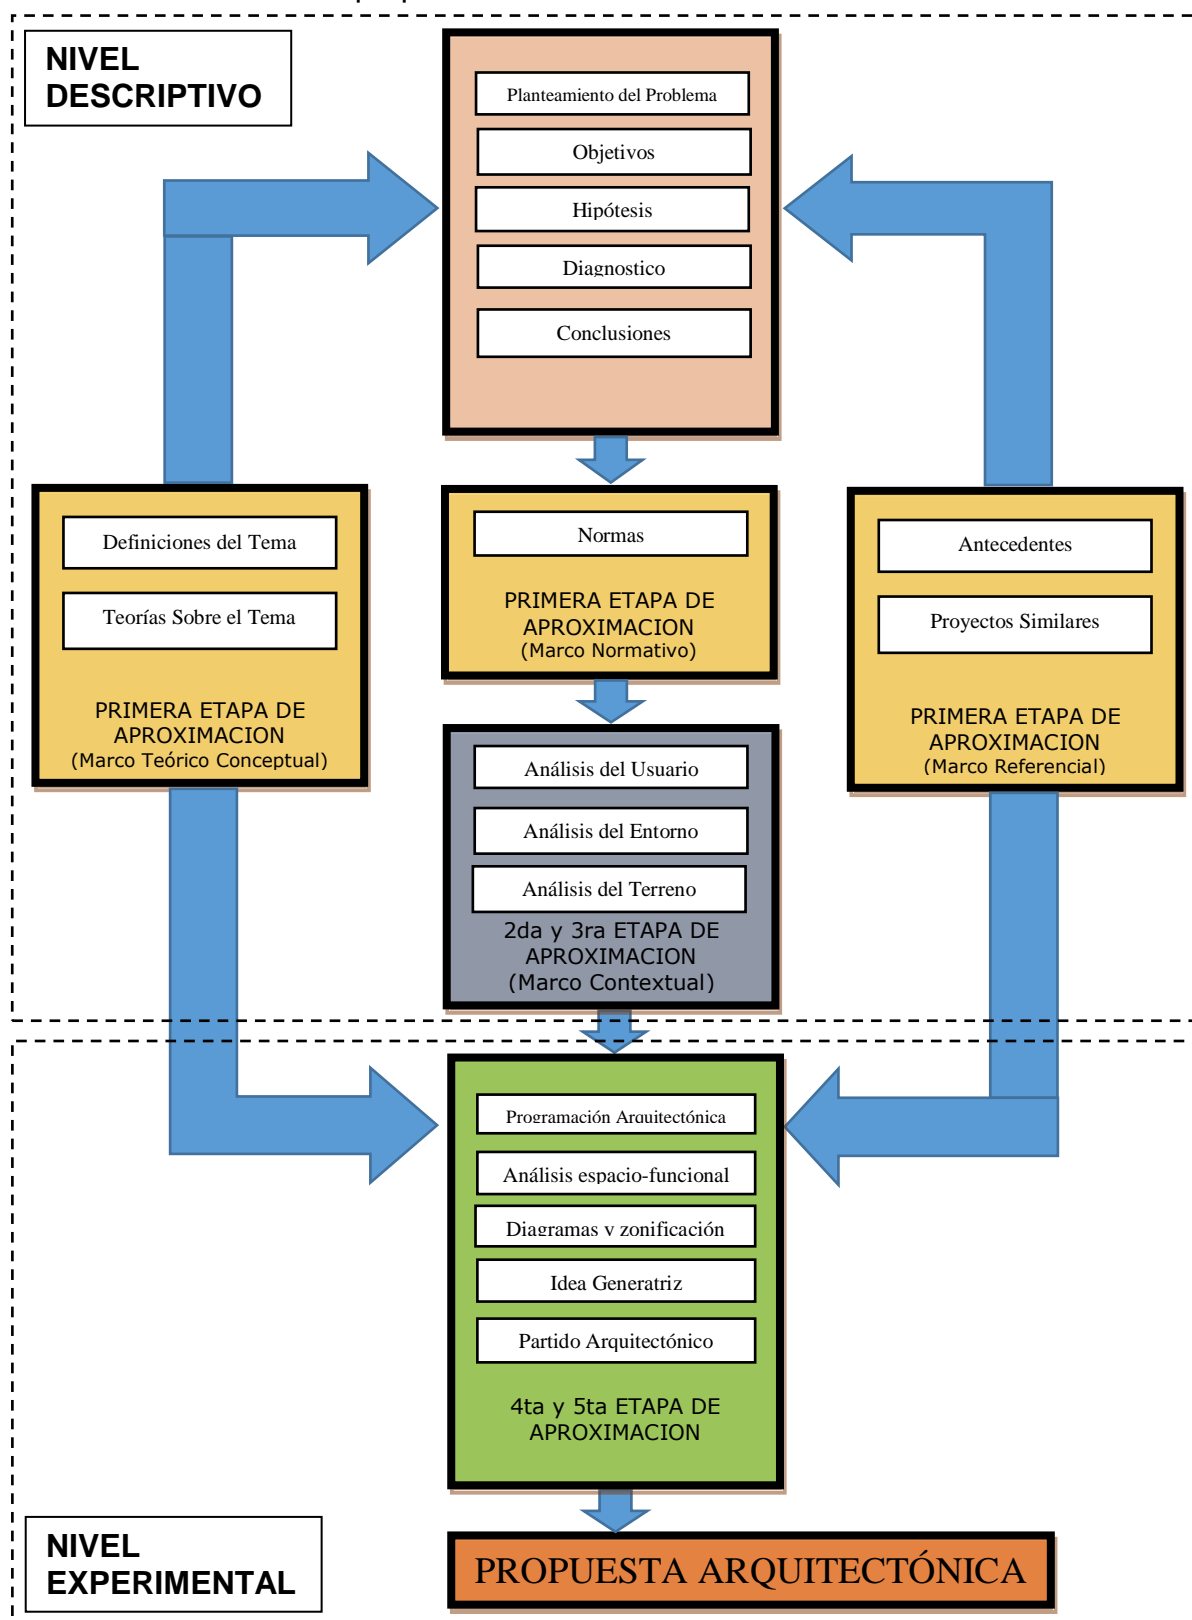 NIVEL
DESCRIPTIVO
Planteamiento del Problema
Objetivos
Hipótesis
Diagnostico
Conclusiones
Definiciones del Tema
Teorías Sobre el Tema
PRIMERA ETAPA DE
APROXIMACION
(Marco Teórico Conceptual)
Normas
PRIMERA ETAPA DE
APROXIMACION
(Marco Normativo)
Antecedentes
Proyectos Similares
PRIMERA ETAPA DE
APROXIMACION
(Marco Referencial)
Análisis del Usuario
Análisis del Entorno
Análisis del Terreno
2da y 3ra ETAPA DE
APROXIMACION
(Marco Contextual)
Programación Arquitectónica
Análisis espacio-funcional
Diagramas y zonificación
Idea Generatriz
Partido Arquitectónico
4ta y 5ta ETAPA DE
APROXIMACION
NIVEL
EXPERIMENTAL
PROPUESTA ARQUITECTÓNICA